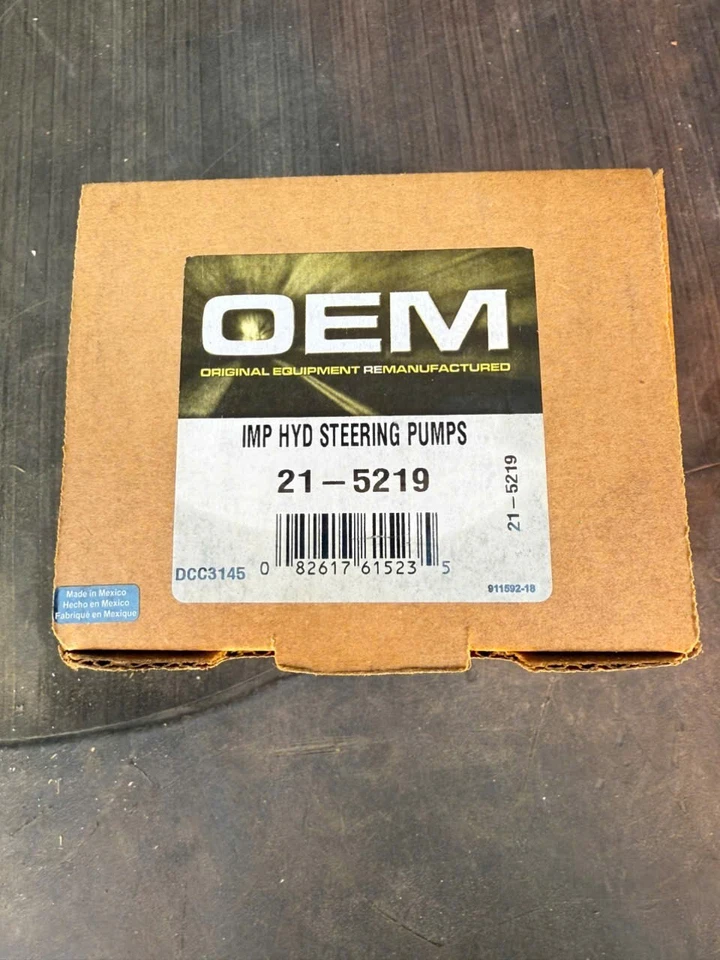 OEM
ORIGINAL EQUIPMENT REMANUFACTURED
IMP HYD STEERING PUMPS
21-5219
21-5219
DCC3145
0 82617 61523 5
911592-18
Made in Mexico
Hecho en Mexico
Fabriqué en Mexique